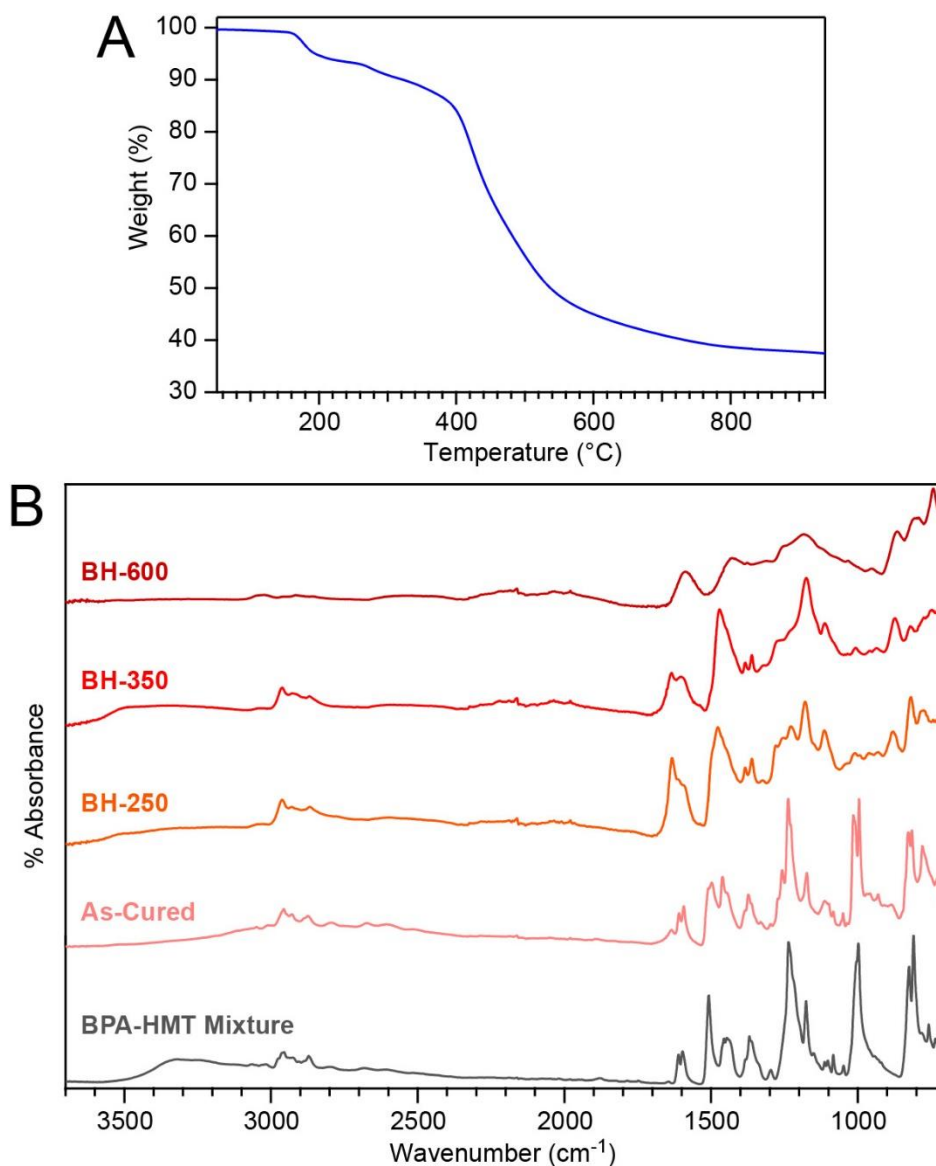 A
100
90
80
70
60
50
40
30
Weight (%)
200
400
600
800
Temperature (°C)
B
BH-600
BH-350
BH-250
As-Cured
BPA-HMT Mixture
% Absorbance
3500
3000
2500
2000
1500
1000
Wavenumber (cm⁻¹)